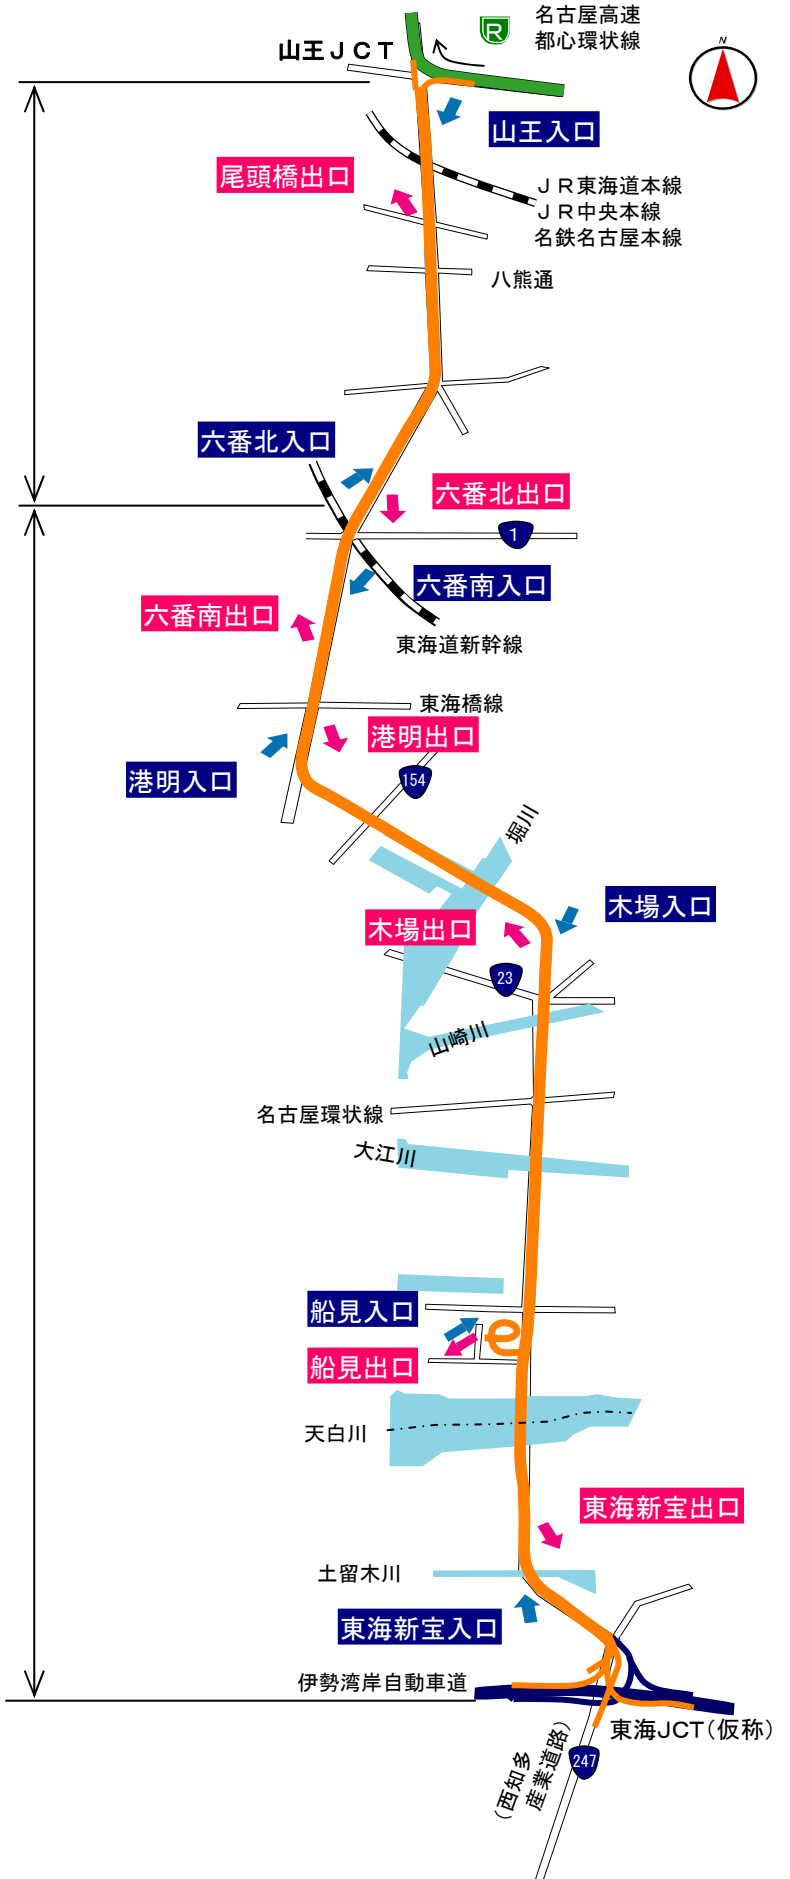 名古屋高速
都心環状線
R
山王ＪＣＴ
N
山王入口
尾頭橋出口
ＪＲ東海道本線
ＪＲ中央本線
名鉄名古屋本線
八熊通
六番北入口
六番北出口
1
六番南入口
六番南出口
東海道新幹線
東海橋線
港明出口
港明入口
154
堀川
木場入口
木場出口
23
山崎川
名古屋環状線
大江川
船見入口
船見出口
天白川
東海新宝出口
土留木川
東海新宝入口
伊勢湾岸自動車道
東海JCT（仮称）
247
（西知多
産業道路）